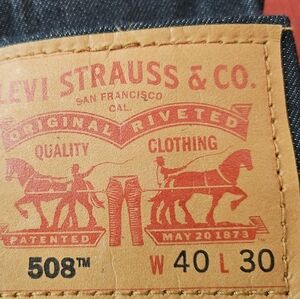 LEVI STRAUSS & CO.
SAN FRANCISCO
CAL.
ORIGINAL RIVETED
QUALITY CLOTHING
PATENTED MAY 20 1873
508™ W 40 L 30